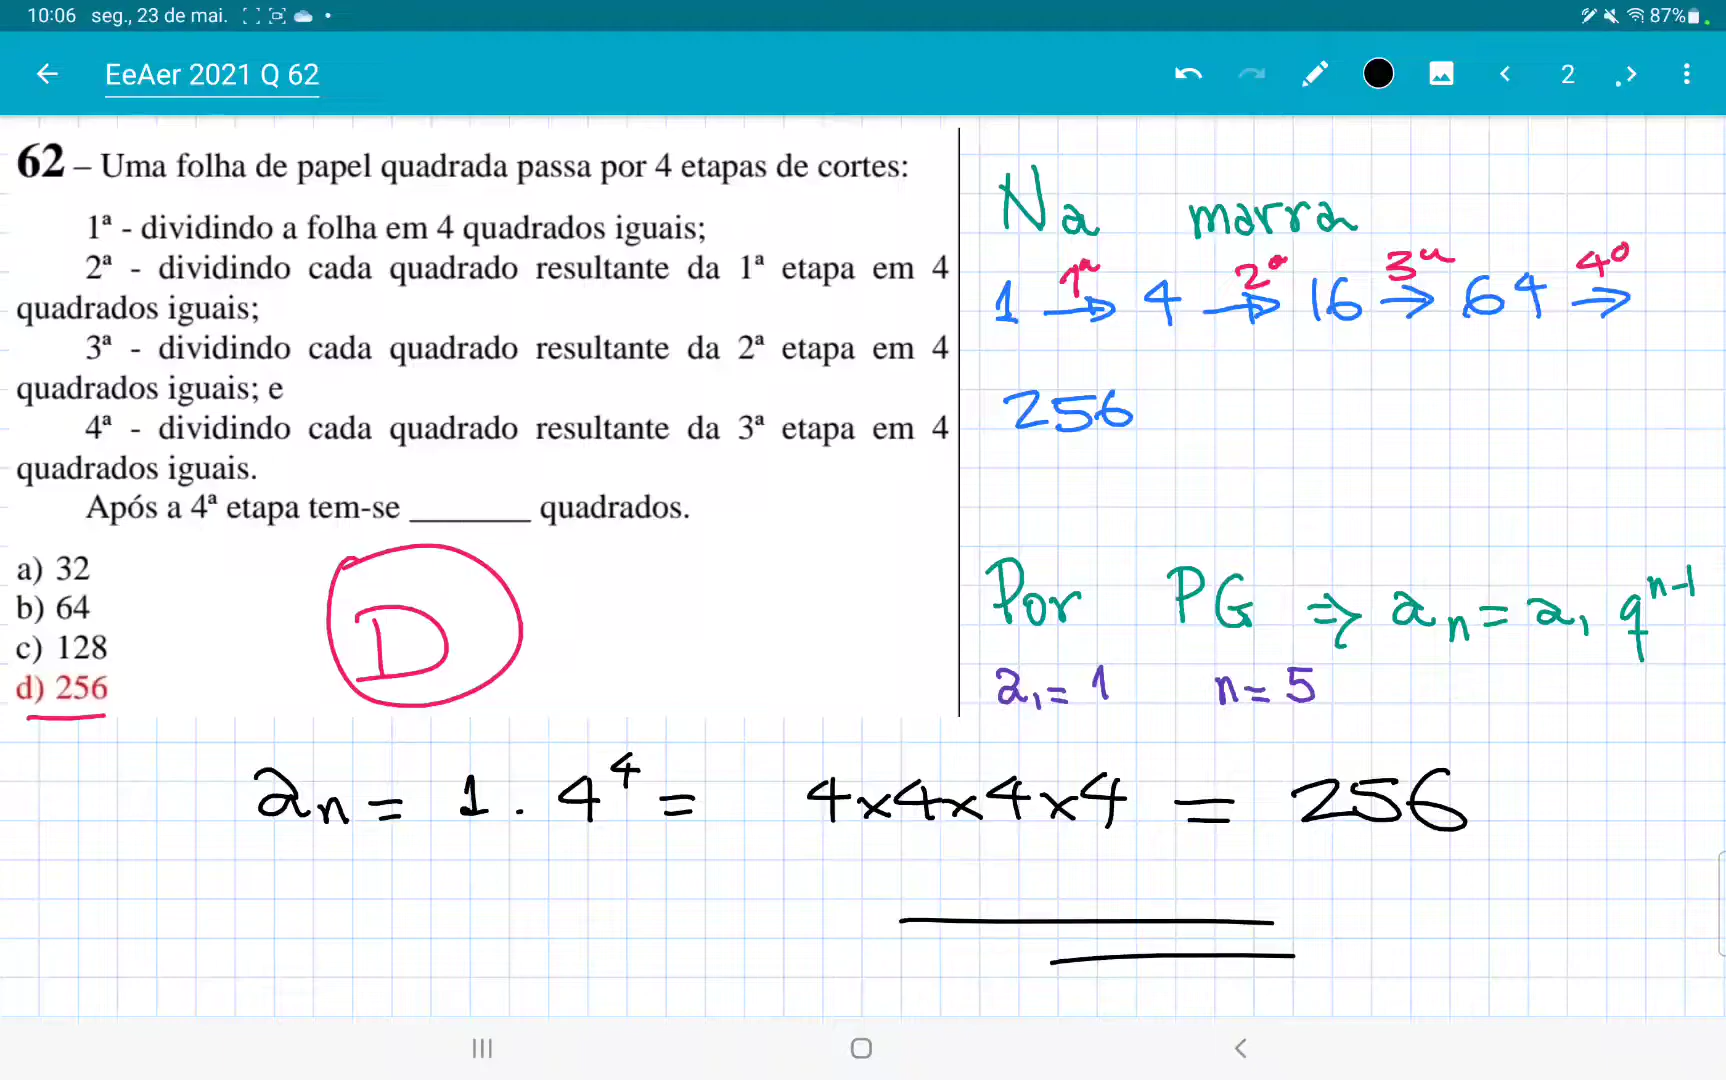 10:06 seg., 23 de mai.
87%
EeAer 2021 Q 62
2
62 – Uma folha de papel quadrada passa por 4 etapas de cortes:
1ª - dividindo a folha em 4 quadrados iguais;
2ª - dividindo cada quadrado resultante da 1ª etapa em 4
quadrados iguais;
3ª - dividindo cada quadrado resultante da 2ª etapa em 4
quadrados iguais; e
4ª - dividindo cada quadrado resultante da 3ª etapa em 4
quadrados iguais.
Após a 4ª etapa tem-se _______ quadrados.
a) 32
b) 64
c) 128
d) 256
D
Na marra
1ª 2ª 3ª 4º
1 → 4 → 16 → 64 →
256
Por PG ⇒ an = a1 q^n-1
a1 = 1 n = 5
an = 1 . 4^4 = 4x4x4x4 = 256